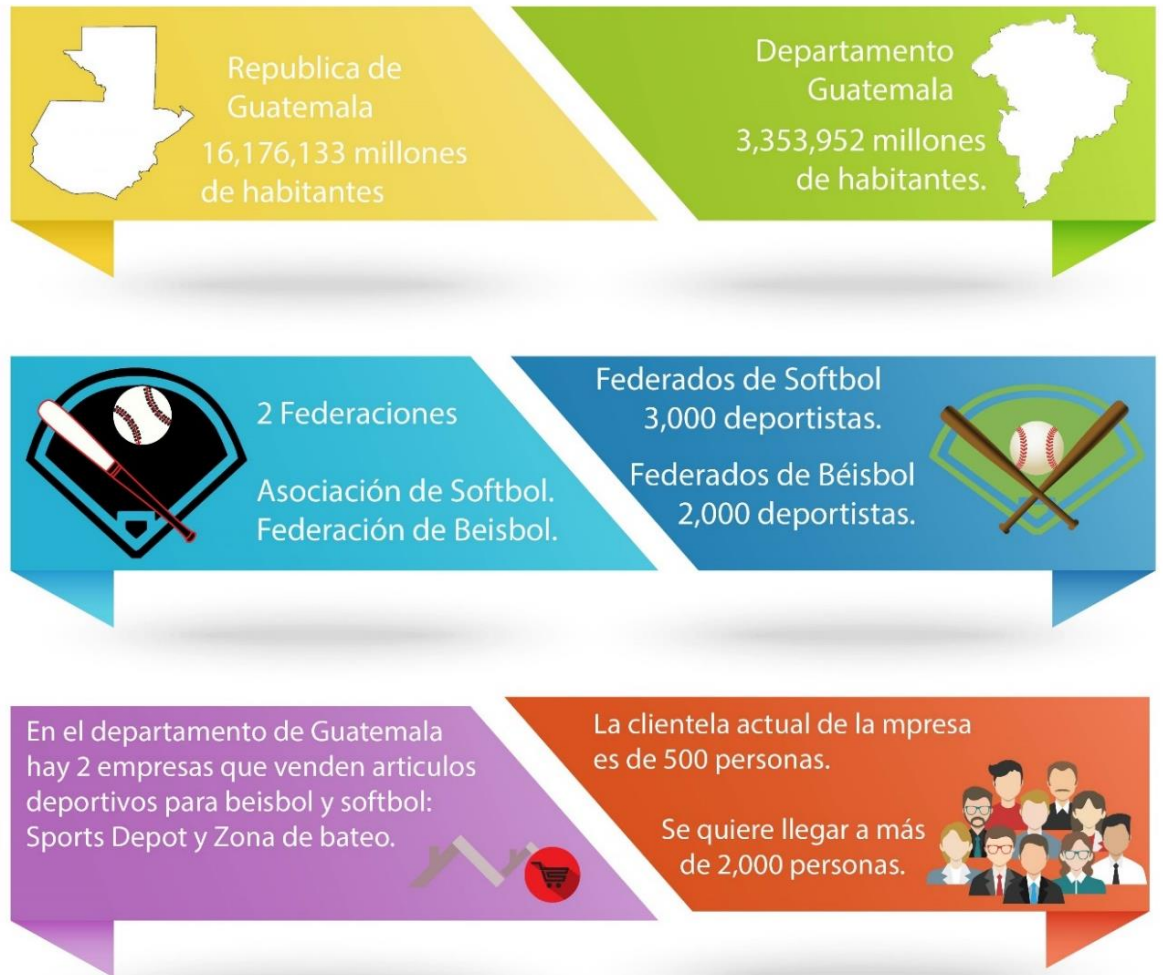 Republica de
Guatemala
16,176,133 millones
de habitantes
Departamento
Guatemala
3,353,952 millones
de habitantes.
2 Federaciones
Asociación de Softbol.
Federación de Beisbol.
Federados de Softbol
3,000 deportistas.
Federados de Béisbol
2,000 deportistas.
En el departamento de Guatemala
hay 2 empresas que venden articulos
deportivos para beisbol y softbol:
Sports Depot y Zona de bateo.
La clientela actual de la mpresa
es de 500 personas.
Se quiere llegar a más
de 2,000 personas.